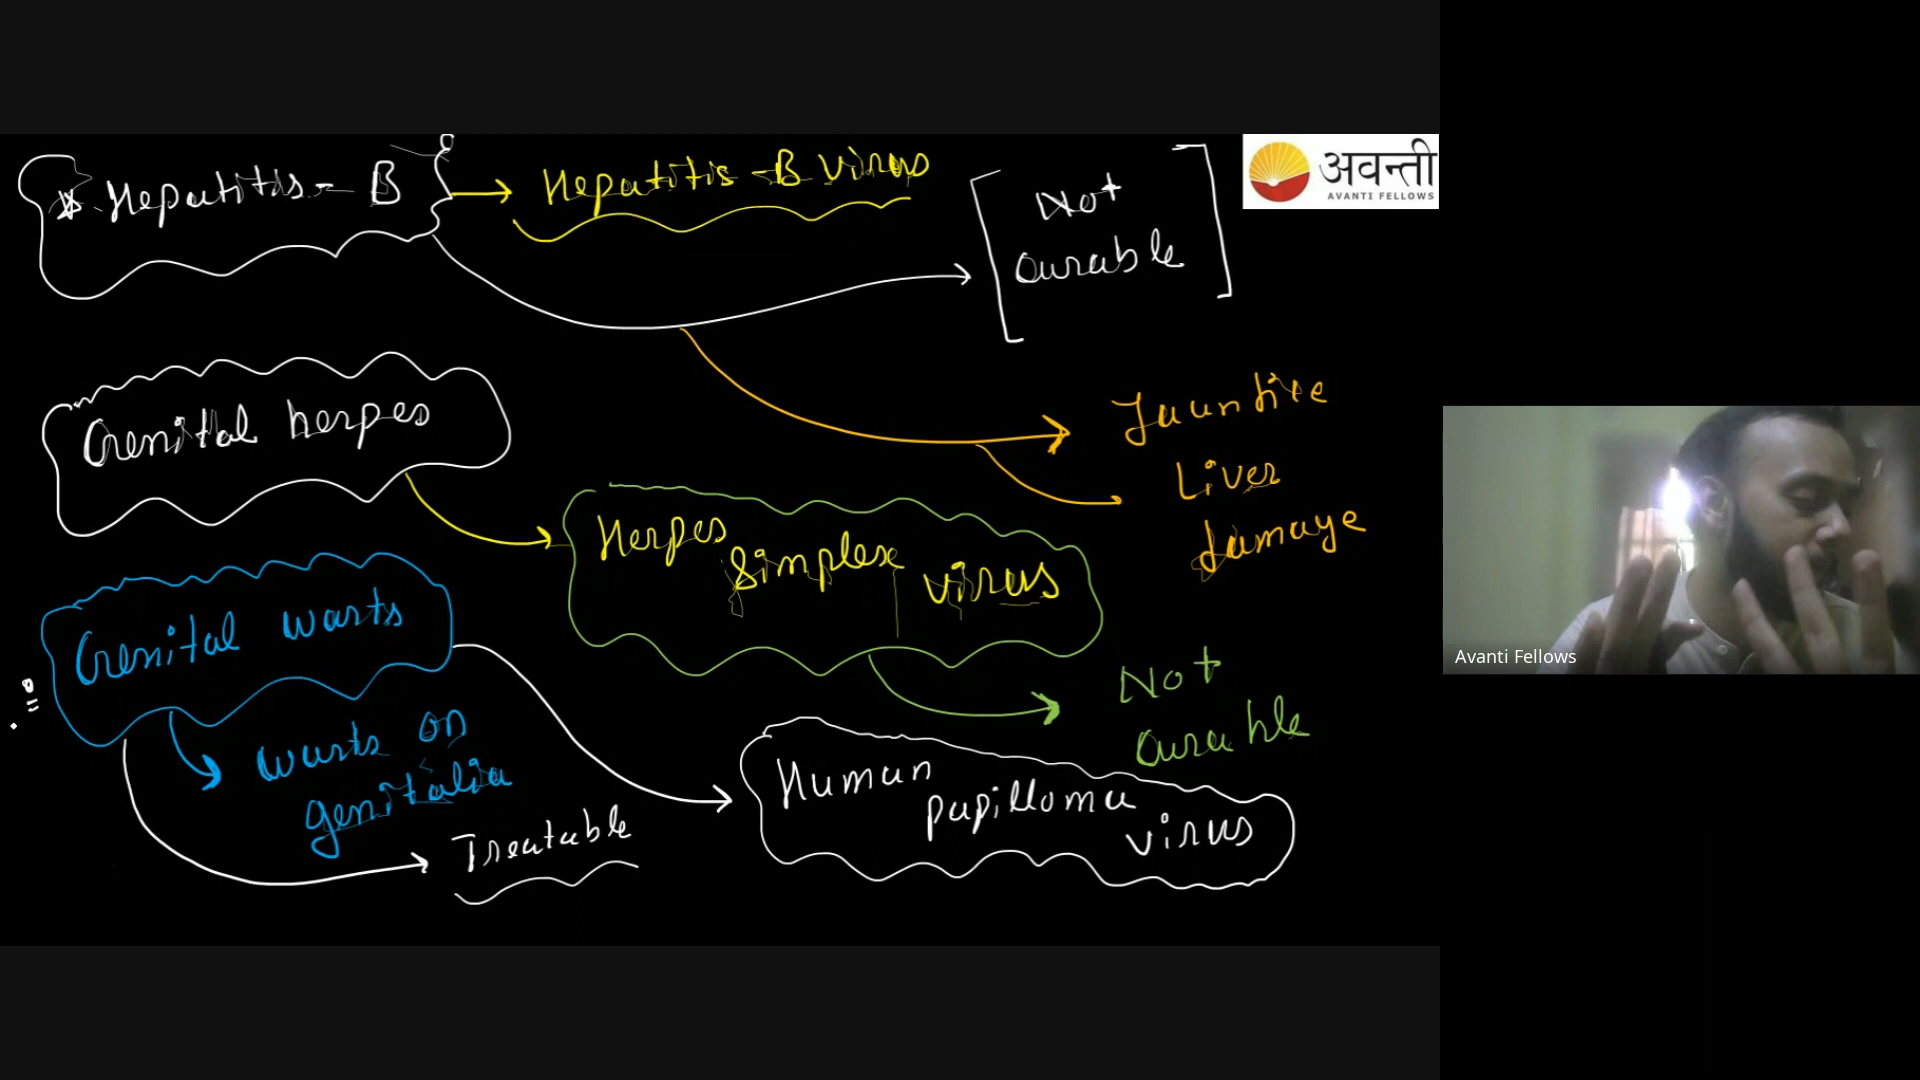 * Hepatitis - B
Hepatitis - B virus
Not
curable
अवन्ती
AVANTI FELLOWS
Jaundice
Liver
damage
Genital herpes
Herpes simplex virus
Not
curable
Genital warts
warts on
genitalia
Treatable
Human
papilloma
virus
Avanti Fellows